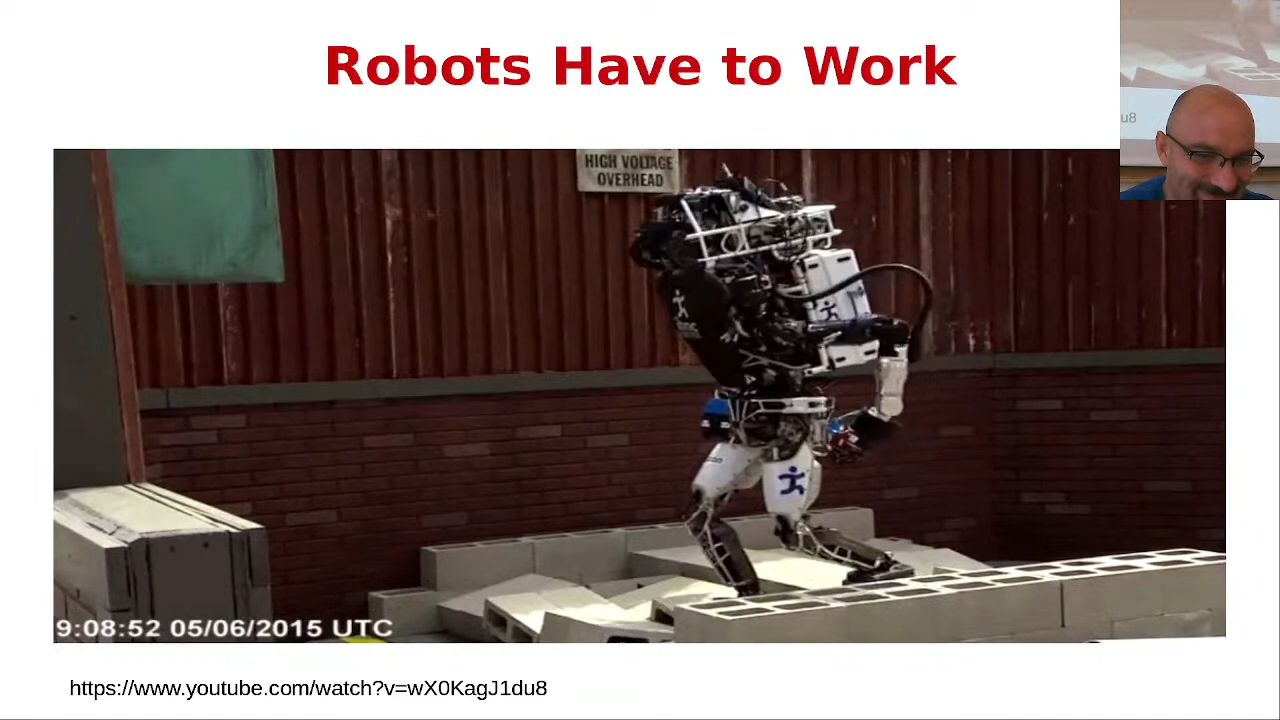 Robots Have to Work
HIGH VOLTAGE
OVERHEAD
u8
9:08:52 05/06/2015 UTC
https://www.youtube.com/watch?v=wX0KagJ1du8